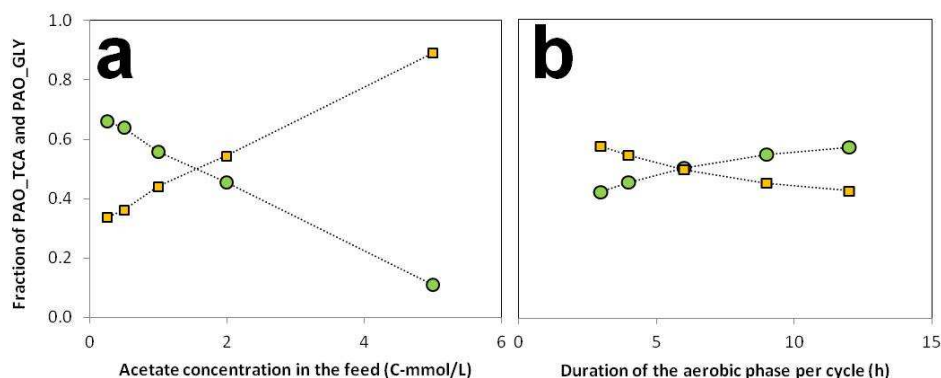 a
b
Fraction of PAO_TCA and PAO_GLY
1.0
0.8
0.6
0.4
0.2
0.0
0 2 4 6
0 5 10 15
Acetate concentration in the feed (C-mmol/L)
Duration of the aerobic phase per cycle (h)